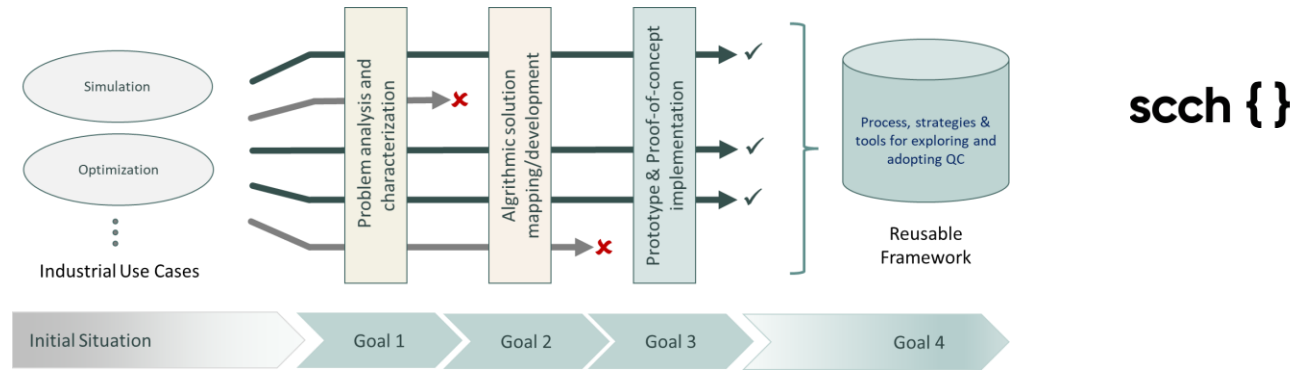 Simulation
Optimization
Industrial Use Cases
Problem analysis and
characterization
Algrithmic solution
mapping/development
Prototype & Proof-of-concept
implementation
Process, strategies &
tools for exploring and
adopting QC
Reusable
Framework
scch { }
Initial Situation
Goal 1
Goal 2
Goal 3
Goal 4